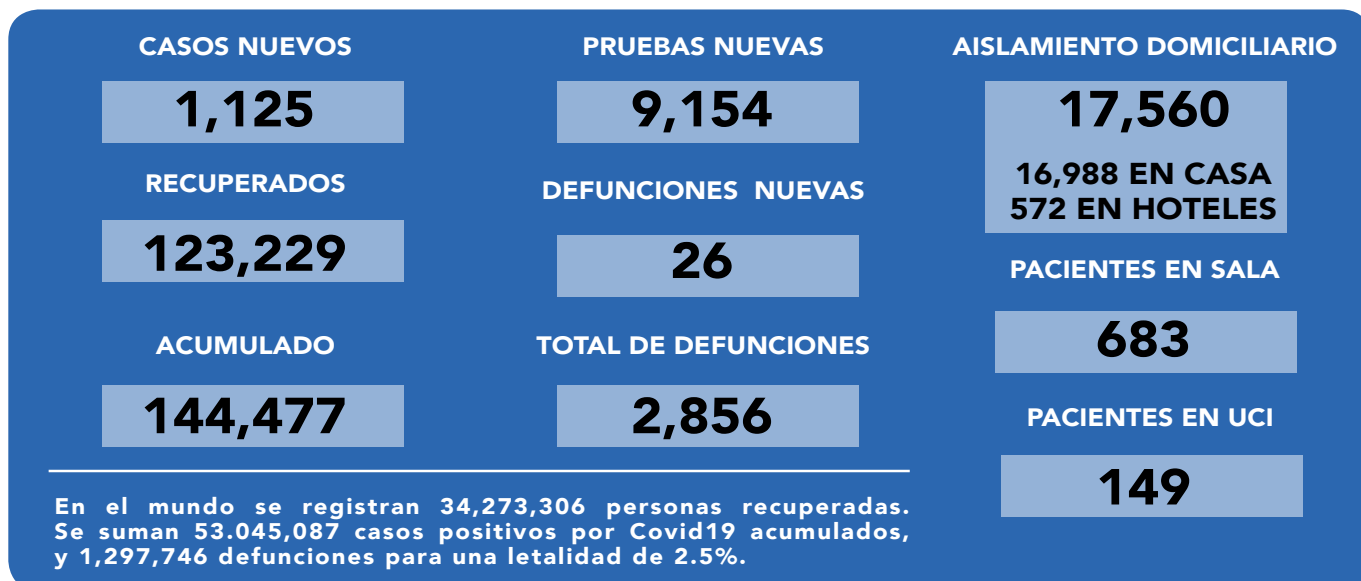 CASOS NUEVOS
1,125
RECUPERADOS
123,229
ACUMULADO
144,477
PRUEBAS NUEVAS
9,154
DEFUNCIONES NUEVAS
26
TOTAL DE DEFUNCIONES
2,856
AISLAMIENTO DOMICILIARIO
17,560
16,988 EN CASA
572 EN HOTELES
PACIENTES EN SALA
683
PACIENTES EN UCI
149
En el mundo se registran 34,273,306 personas recuperadas.
Se suman 53.045,087 casos positivos por Covid19 acumulados,
y 1,297,746 defunciones para una letalidad de 2.5%.